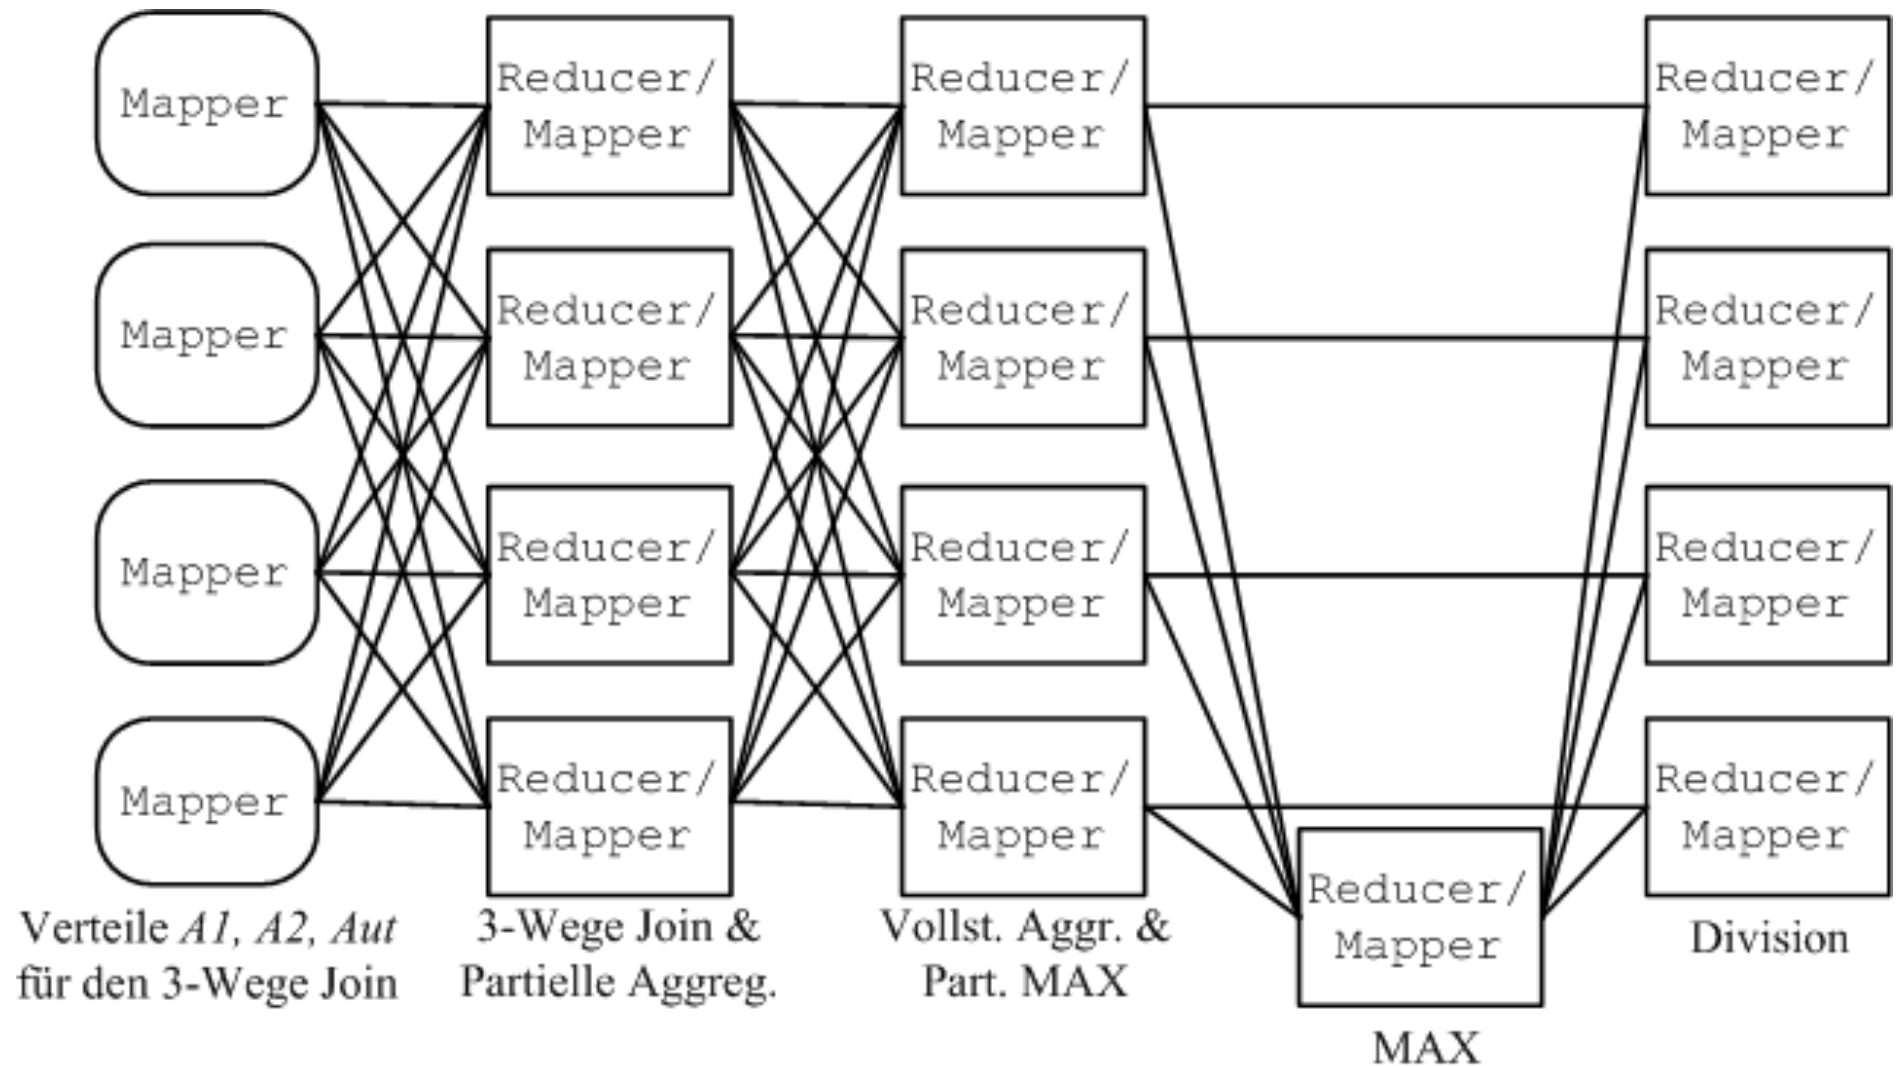 Mapper
Reducer/
Mapper
Reducer/
Mapper
Reducer/
Mapper
Mapper
Reducer/
Mapper
Reducer/
Mapper
Reducer/
Mapper
Mapper
Reducer/
Mapper
Reducer/
Mapper
Reducer/
Mapper
Mapper
Reducer/
Mapper
Reducer/
Mapper
Reducer/
Mapper
Reducer/
Mapper
Verteile A1, A2, Aut
für den 3-Wege Join
3-Wege Join &
Partielle Aggreg.
Vollst. Aggr. &
Part. MAX
MAX
Division